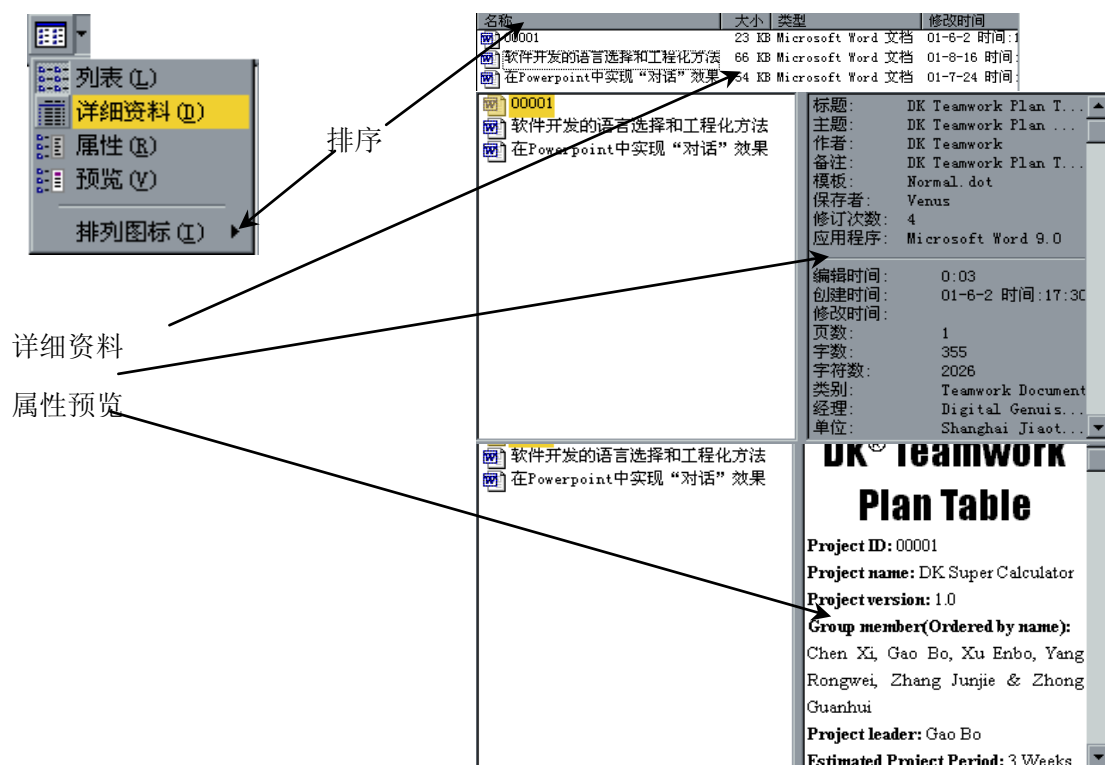 列表(L)
详细资料(D)
属性(R)
预览(V)
排列图标(I)
排序
详细资料
属性预览
名称 大小 类型 修改时间
00001 23 KB Microsoft Word 文档 01-6-2 时间:1
软件开发的语言选择和工程化方法 66 KB Microsoft Word 文档 01-8-16 时间:
在Powerpoint中实现“对话”效果 54 KB Microsoft Word 文档 01-7-24 时间:
00001
软件开发的语言选择和工程化方法
在Powerpoint中实现“对话”效果
标题: DK Teamwork Plan T...
主题: DK Teamwork Plan ...
作者: DK Teamwork
备注: DK Teamwork Plan T...
模板: Normal.dot
保存者: Venus
修订次数: 4
应用程序: Microsoft Word 9.0
编辑时间: 0:03
创建时间: 01-6-2 时间:17:30
修改时间:
页数: 1
字数: 355
字符数: 2026
类别: Teamwork Document
经理: Digital Genuis...
单位: Shanghai Jiaot...
软件开发的语言选择和工程化方法
在Powerpoint中实现“对话”效果
DK® Teamwork
Plan Table
Project ID: 00001
Project name: DK Super Calculator
Project version: 1.0
Group member(Ordered by name):
Chen Xi, Gao Bo, Xu Enbo, Yang
Rongwei, Zhang Junjie & Zhong
Guanhui
Project leader: Gao Bo
Estimated Project Period: 3 Weeks